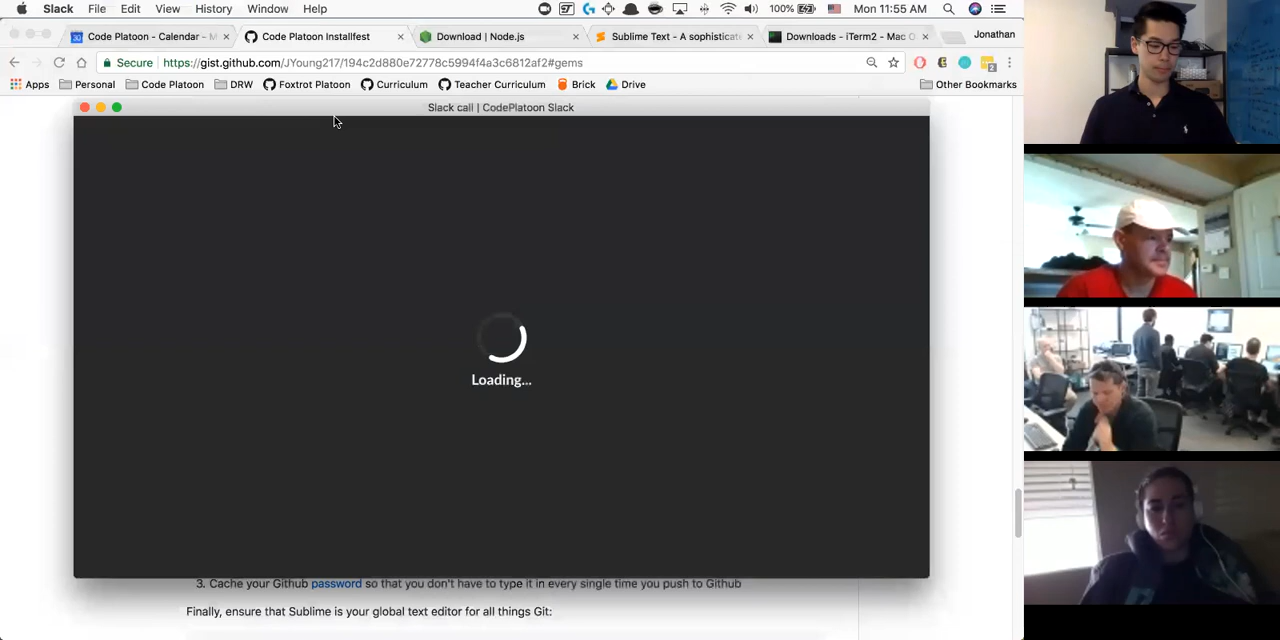 Slack File Edit View History Window Help 100% Mon 11:55 AM
Code Platoon - Calendar – M Code Platoon Installfest Download | Node.js Sublime Text - A sophisticate Downloads - iTerm2 - Mac O Jonathan
Secure https://gist.github.com/JYoung217/194c2d880e72778c5994f4a3c6812af2#gems
Apps Personal Code Platoon DRW Foxtrot Platoon Curriculum Teacher Curriculum Brick Drive Other Bookmarks
Slack call | CodePlatoon Slack
Loading...
3. Cache your Github password so that you don't have to type it in every single time you push to Github
Finally, ensure that Sublime is your global text editor for all things Git: